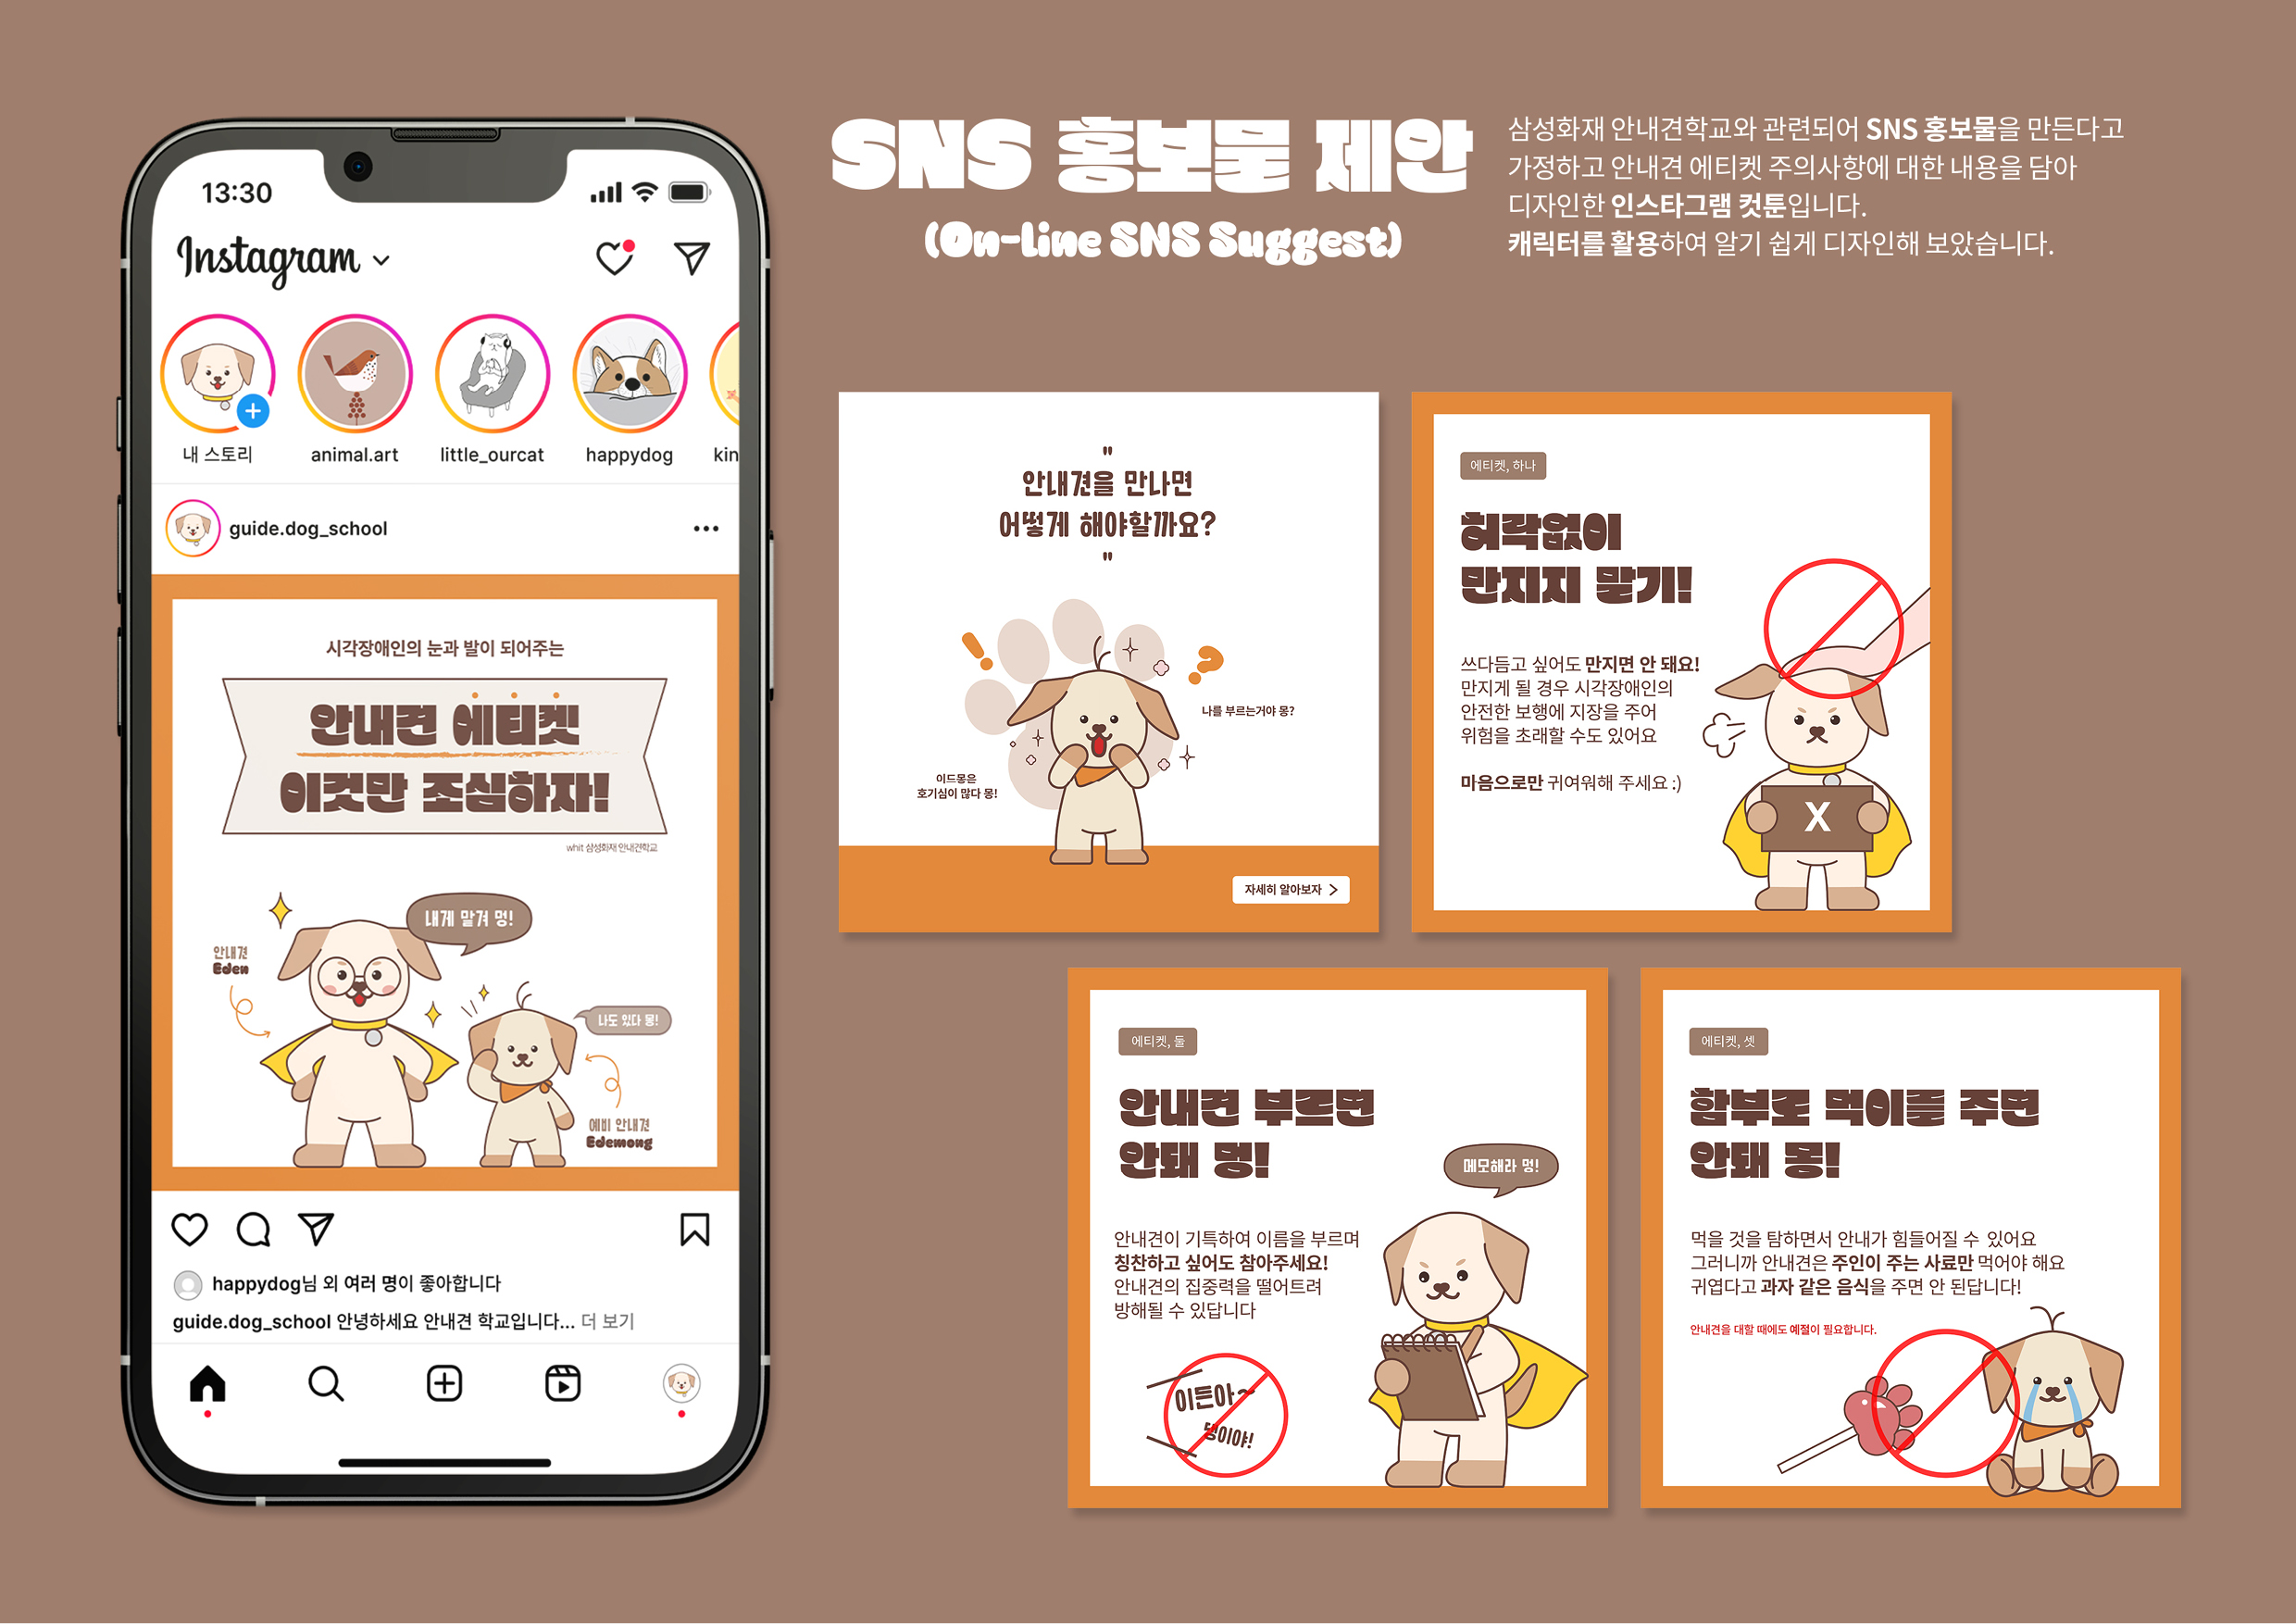 13:30
Instagram
내 스토리
animal.art
little_ourcat
happydog
kin
guide.dog_school
시각장애인의 눈과 발이 되어주는
안내견 에티켓
이것만 조심하자!
whit 삼성화재 안내견학교
내게 맡겨 멍!
안내견
Eden
나도 있다 몽!
예비 안내견
Edemong
happydog님 외 여러 명이 좋아합니다
guide.dog_school 안녕하세요 안내견 학교입니다... 더 보기
SNS 홍보물 제안
(On-Line SNS Suggest)
삼성화재 안내견학교와 관련되어 SNS 홍보물을 만든다고
가정하고 안내견 에티켓 주의사항에 대한 내용을 담아
디자인한 인스타그램 컷툰입니다.
캐릭터를 활용하여 알기 쉽게 디자인해 보았습니다.
"
안내견을 만나면
어떻게 해야할까요?
"
나를 부르는거야 몽?
이드몽은
호기심이 많다 몽!
자세히 알아보자 >
에티켓, 하나
허락없이
만지지 말기!
쓰다듬고 싶어도 만지면 안 돼요!
만지게 될 경우 시각장애인의
안전한 보행에 지장을 주어
위험을 초래할 수도 있어요
마음으로만 귀여워해 주세요 :)
X
에티켓, 둘
안내견 부르면
안돼 멍!
메모해라 멍!
안내견이 기특하여 이름을 부르며
칭찬하고 싶어도 참아주세요!
안내견의 집중력을 떨어트려
방해될 수 있답니다
이든아~
댕이야!
에티켓, 셋
함부로 먹이를 주면
안돼 몽!
먹을 것을 탐하면서 안내가 힘들어질 수 있어요
그러니까 안내견은 주인이 주는 사료만 먹어야 해요
귀엽다고 과자 같은 음식을 주면 안 된답니다!
안내견을 대할 때에도 예절이 필요합니다.